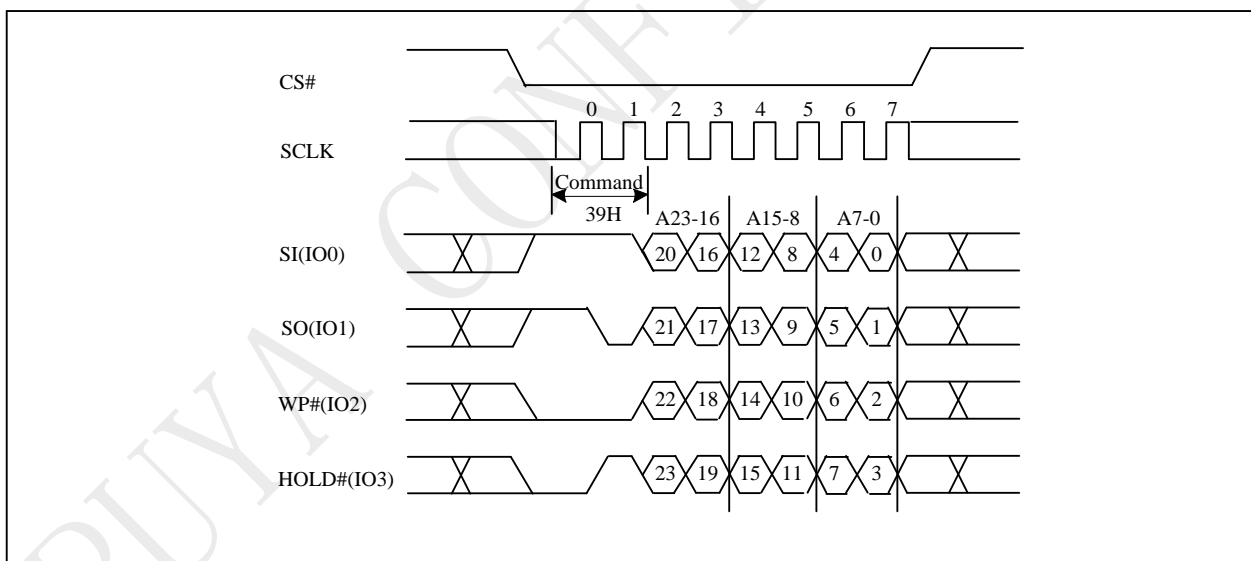 PUYA CONF
CS#
0 1 2 3 4 5 6 7
SCLK
Command
39H
A23-16 A15-8 A7-0
SI(IO0) 20 16 12 8 4 0
SO(IO1) 21 17 13 9 5 1
WP#(IO2) 22 18 14 10 6 2
HOLD#(IO3) 23 19 15 11 7 3